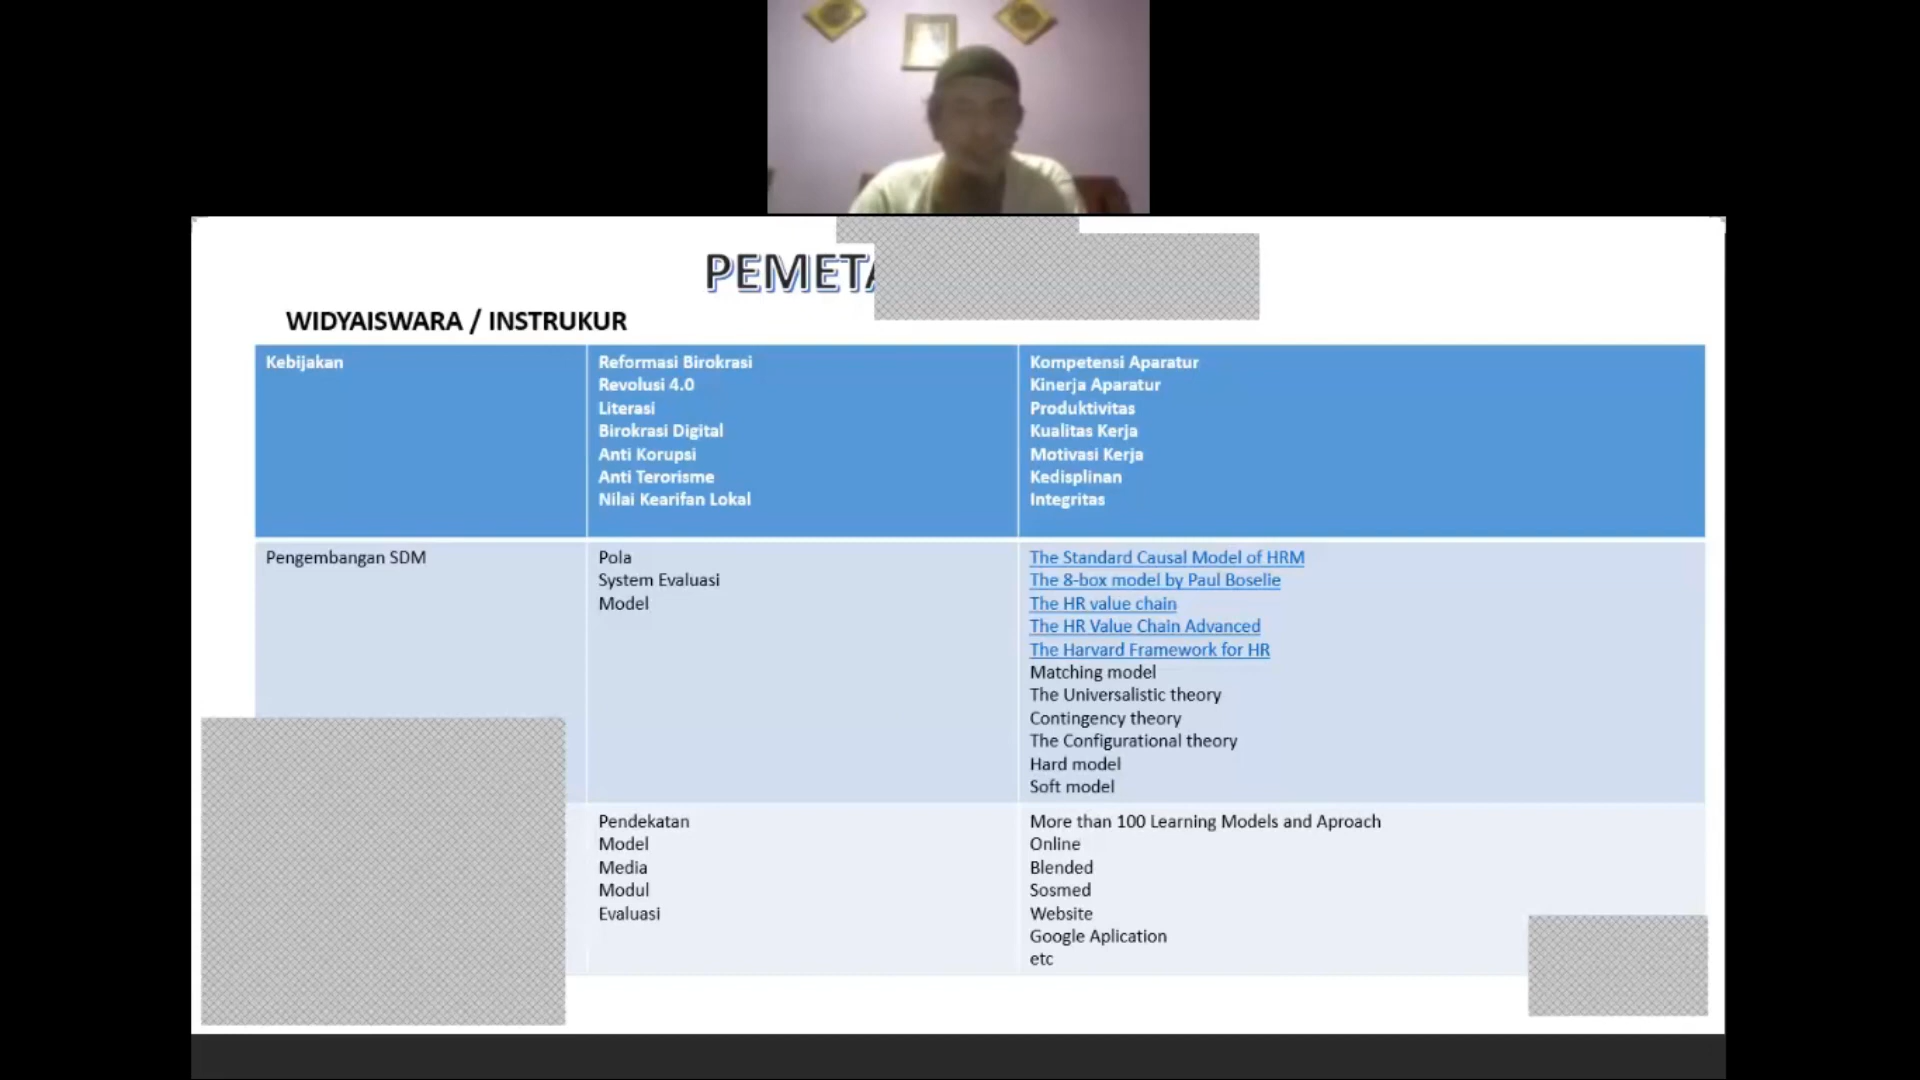 WIDYAISWARA / INSTRUKUR
Kebijakan
Reformasi Birokrasi
Revolusi 4.0
Literasi
Birokrasi Digital
Anti Korupsi
Anti Terorisme
Nilai Kearifan Lokal
Kompetensi Aparatur
Kinerja Aparatur
Produktivitas
Kualitas Kerja
Motivasi Kerja
Kedisplinan
Integritas
Pengembangan SDM
Pola
System Evaluasi
Model
The Standard Causal Model of HRM
The 8-box model by Paul Boselie
The HR value chain
The HR Value Chain Advanced
The Harvard Framework for HR
Matching model
The Universalistic theory
Contingency theory
The Configurational theory
Hard model
Soft model
Pendekatan
Model
Media
Modul
Evaluasi
More than 100 Learning Models and Aproach
Online
Blended
Sosmed
Website
Google Aplication
etc